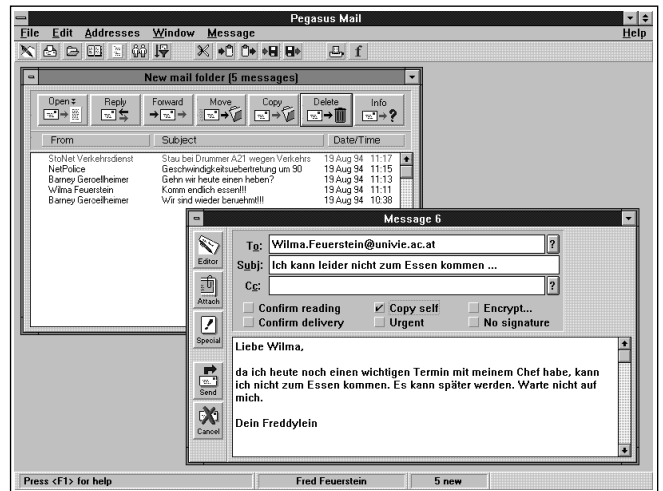 Pegasus Mail
File Edit Addresses Window Message Help
New mail folder (5 messages)
Open Reply Forward Move Copy Delete Info
From Subject Date/Time
StoNet Verkehrsdienst Stau bei Drummer A21 wegen Verkehrs 19 Aug 94 11:17
NetPolice Geschwindigkeitsuebertretung um 90 19 Aug 94 11:15
Barney Geroellheimer Gehn wir heute einen heben? 19 Aug 94 11:13
Wilma Feuerstein Komm endlich essen!!! 19 Aug 94 11:11
Barney Geroellheimer Wir sind wieder beruehmt!!! 19 Aug 94 10:38
Message 6
Editor
Attach
Special
Send
Cancel
To: Wilma.Feuerstein@univie.ac.at ?
Subj: Ich kann leider nicht zum Essen kommen ...
Cc: ?
Confirm reading Copy self Encrypt...
Confirm delivery Urgent No signature
Liebe Wilma,
da ich heute noch einen wichtigen Termin mit meinem Chef habe, kann
ich nicht zum Essen kommen. Es kann später werden. Warte nicht auf
mich.
Dein Freddylein
Press <F1> for help Fred Feuerstein 5 new